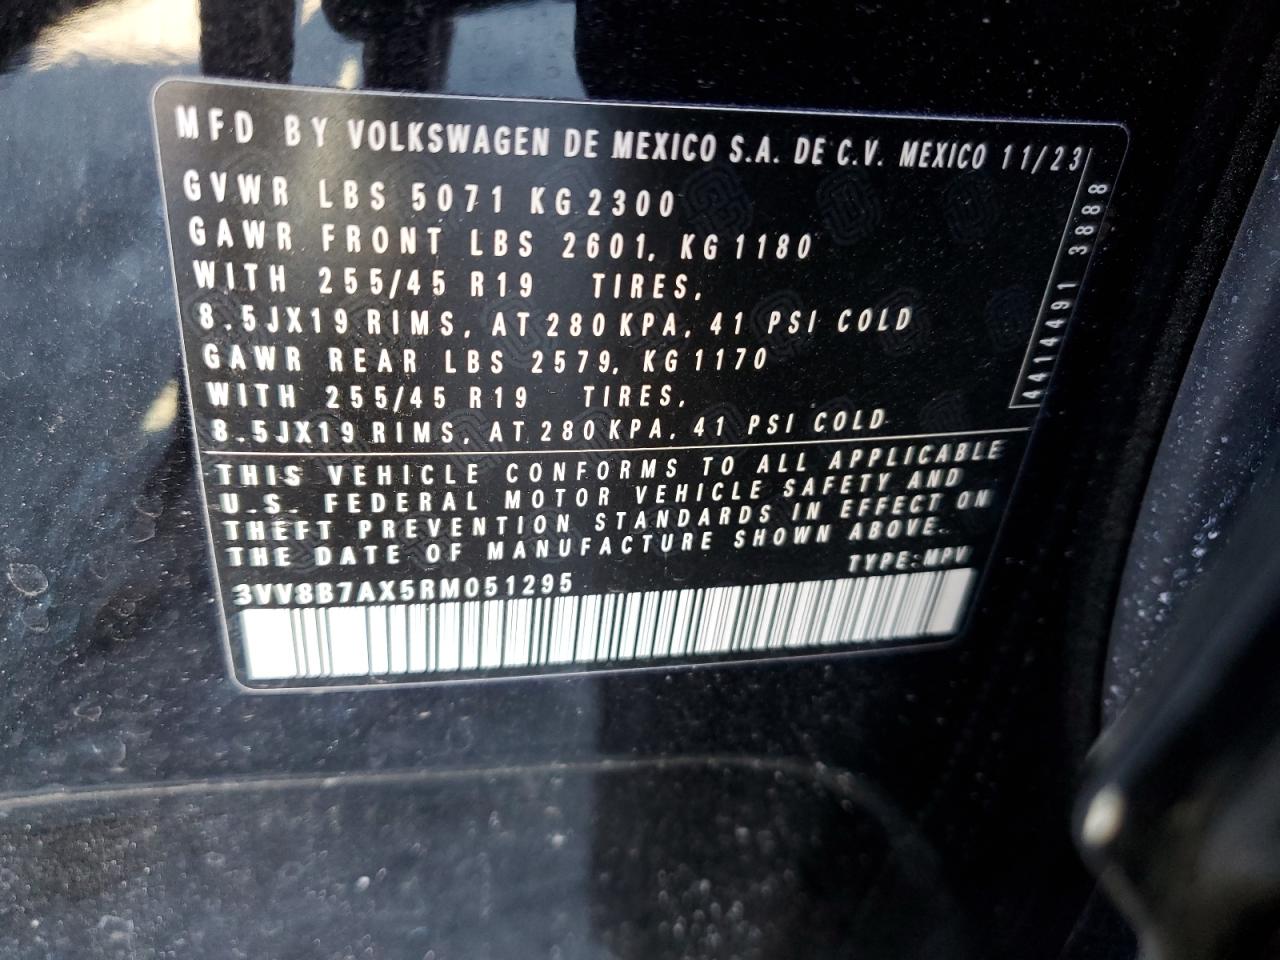 MFD BY VOLKSWAGEN DE MEXICO S.A. DE C.V. MEXICO 11/23
GVWR LBS 5071 KG 2300
GAWR FRONT LBS 2601, KG 1180
WITH 255/45 R19 TIRES,
8.5JX19 RIMS, AT 280 KPA, 41 PSI COLD
GAWR REAR LBS 2579, KG 1170
WITH 255/45 R19 TIRES,
8.5JX19 RIMS, AT 280 KPA, 41 PSI COLD
4414491 3888
THIS VEHICLE CONFORMS TO ALL APPLICABLE
U.S. FEDERAL MOTOR VEHICLE SAFETY AND
THEFT PREVENTION STANDARDS IN EFFECT ON
THE DATE OF MANUFACTURE SHOWN ABOVE.
TYPE:MPV
3VV8B7AX5RM051295